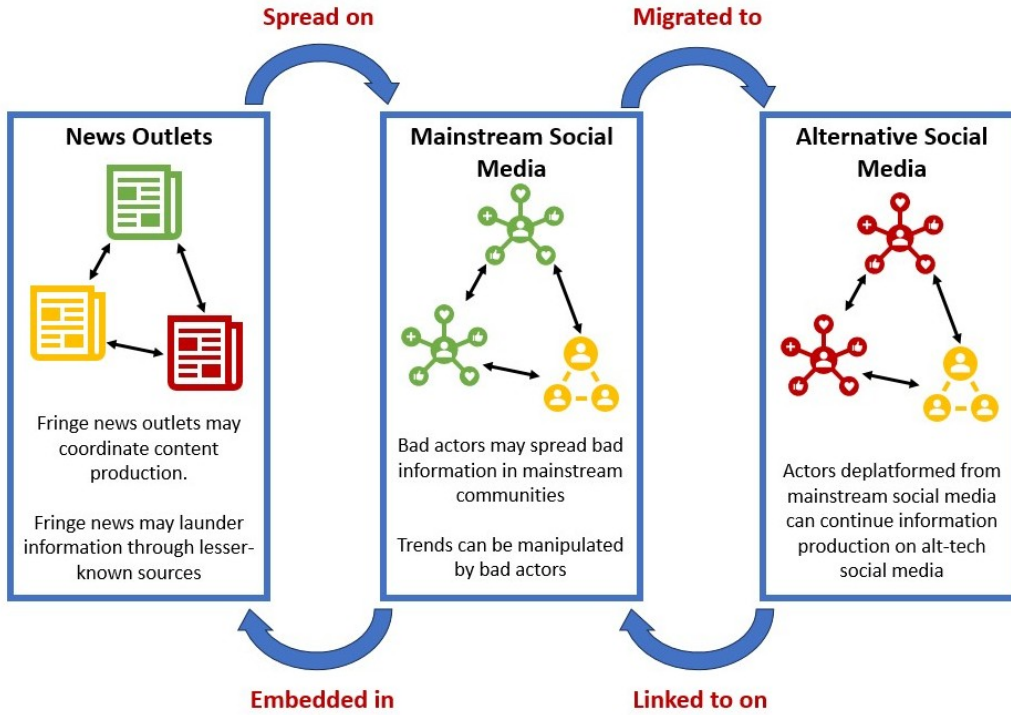 Spread on
Migrated to
News Outlets
Fringe news outlets may
coordinate content
production.
Fringe news may launder
information through lesser-
known sources
Mainstream Social
Media
Bad actors may spread bad
information in mainstream
communities
Trends can be manipulated
by bad actors
Alternative Social
Media
Actors deplatformed from
mainstream social media
can continue information
production on alt-tech
social media
Embedded in
Linked to on